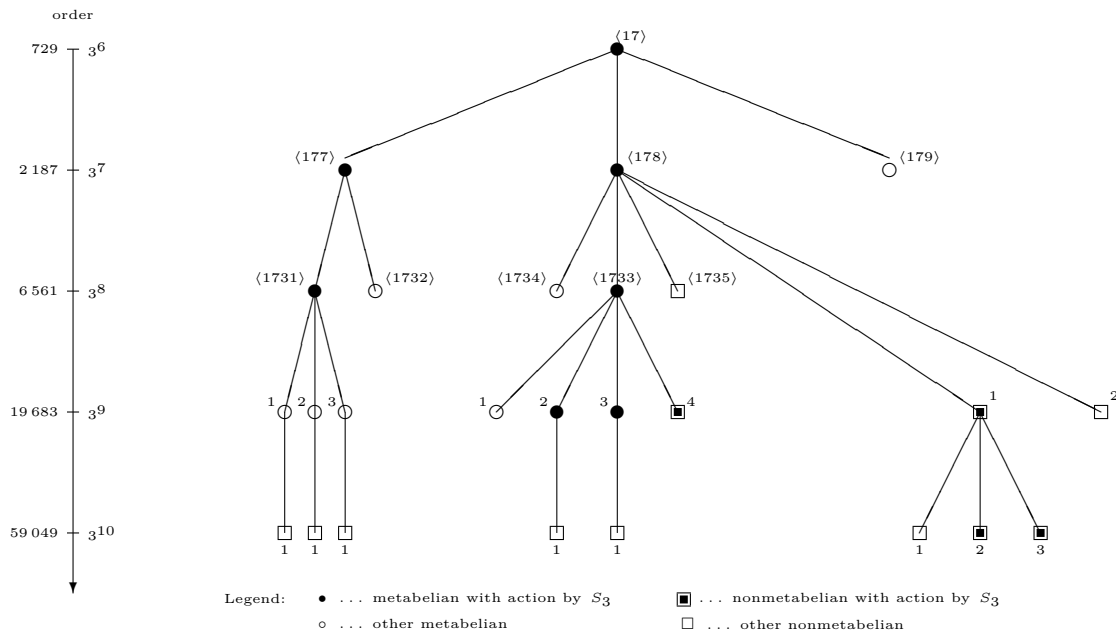 order
⟨17⟩
729 3^6
⟨177⟩ ⟨178⟩ ⟨179⟩
2 187 3^7
⟨1731⟩ ⟨1732⟩ ⟨1734⟩ ⟨1733⟩ ⟨1735⟩
6 561 3^8
1 2 3 1 2 3 4 1 2
19 683 3^9
59 049 3^10
1 1 1 1 1 1 2 3
Legend: ... metabelian with action by S_3 ... nonmetabelian with action by S_3
... other metabelian ... other nonmetabelian